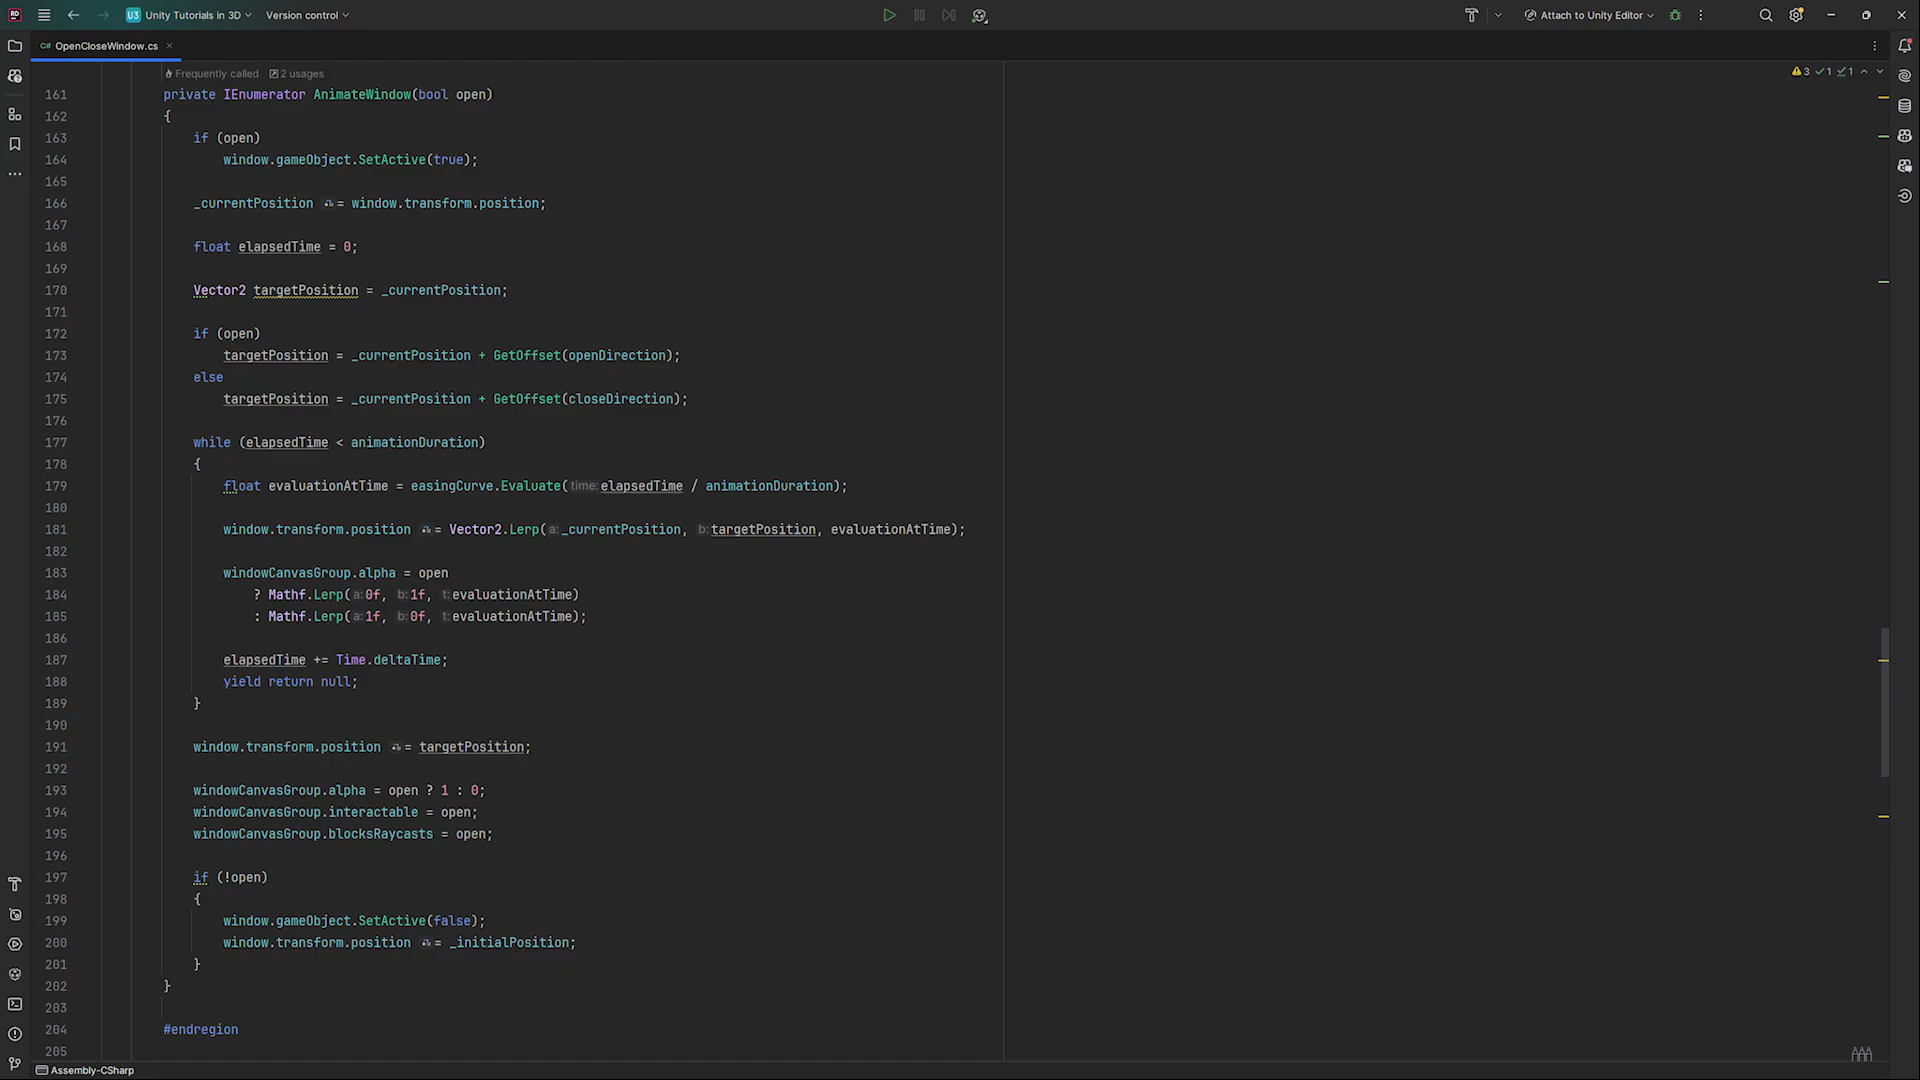 Unity Tutorials in 3D Version control Attach to Unity Editor
C# OpenCloseWindow.cs
Frequently called 2 usages 3 1 1
161 private IEnumerator AnimateWindow(bool open)
162 {
163 if (open)
164 window.gameObject.SetActive(true);
165
166 _currentPosition = window.transform.position;
167
168 float elapsedTime = 0;
169
170 Vector2 targetPosition = _currentPosition;
171
172 if (open)
173 targetPosition = _currentPosition + GetOffset(openDirection);
174 else
175 targetPosition = _currentPosition + GetOffset(closeDirection);
176
177 while (elapsedTime < animationDuration)
178 {
179 float evaluationAtTime = easingCurve.Evaluate(time: elapsedTime / animationDuration);
180
181 window.transform.position = Vector2.Lerp(a: _currentPosition, b: targetPosition, evaluationAtTime);
182
183 windowCanvasGroup.alpha = open
184 ? Mathf.Lerp(a: 0f, b: 1f, t: evaluationAtTime)
185 : Mathf.Lerp(a: 1f, b: 0f, t: evaluationAtTime);
186
187 elapsedTime += Time.deltaTime;
188 yield return null;
189 }
190
191 window.transform.position = targetPosition;
192
193 windowCanvasGroup.alpha = open ? 1 : 0;
194 windowCanvasGroup.interactable = open;
195 windowCanvasGroup.blocksRaycasts = open;
196
197 if (!open)
198 {
199 window.gameObject.SetActive(false);
200 window.transform.position = _initialPosition;
201 }
202 }
203
204 #endregion
205
Assembly-CSharp